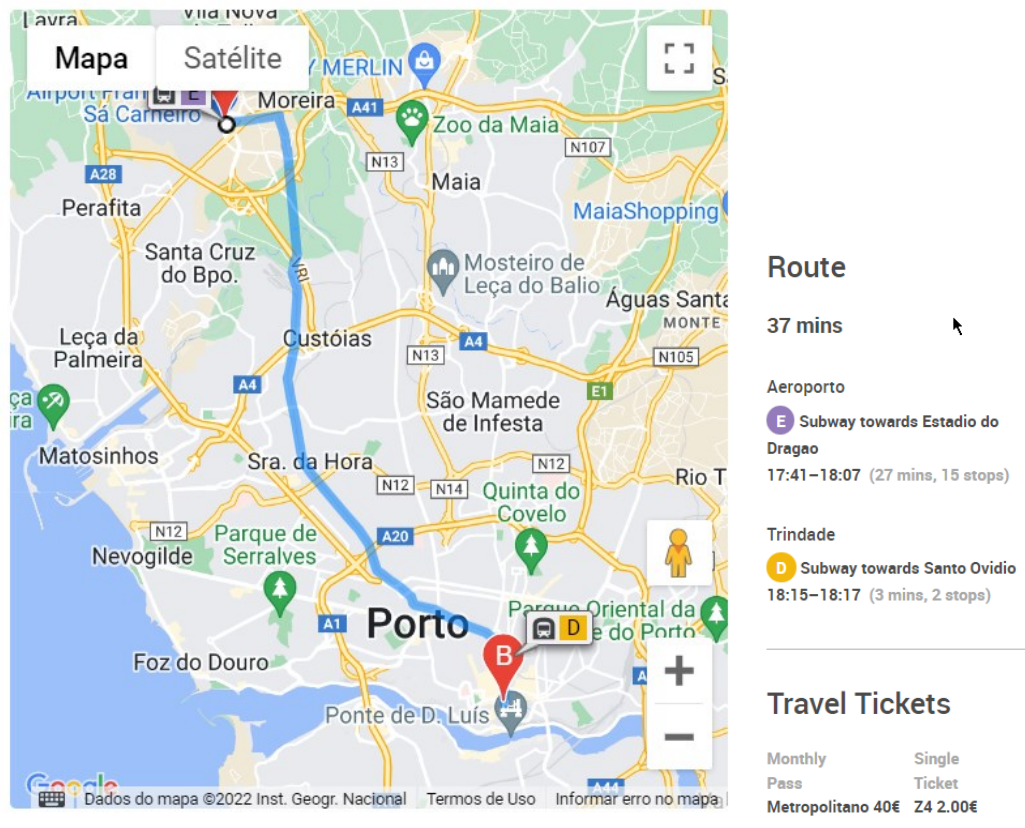 Lavra
Vila Nova
Mapa
Satélite
MERLIN
Moreira
A41
E
Sá Carneiro
Zoo da Maia
N107
N13
A28
Maia
Perafita
MaiaShopping
Santa Cruz
do Bpo.
VRI
Mosteiro de
Leça do Balio
Águas Santa
MONTE
Leça da
Palmeira
Custóias
A4
N13
N105
A4
E1
São Mamede
de Infesta
Matosinhos
Sra. da Hora
N12
Rio T
N12
N14
Quinta do
Covelo
N12
Nevogilde
Parque de
Serralves
A20
Porto
Parque Oriental da
e do Porto
D
A1
B
Foz do Douro
Ponte de D. Luís
A44
Google
Dados do mapa ©2022 Inst. Geogr. Nacional
Termos de Uso
Informar erro no mapa
Route
37 mins
Aeroporto
E Subway towards Estadio do
Dragao
17:41–18:07 (27 mins, 15 stops)
Trindade
D Subway towards Santo Ovidio
18:15–18:17 (3 mins, 2 stops)
Travel Tickets
Monthly Single
Pass Ticket
Metropolitano 40€ Z4 2.00€